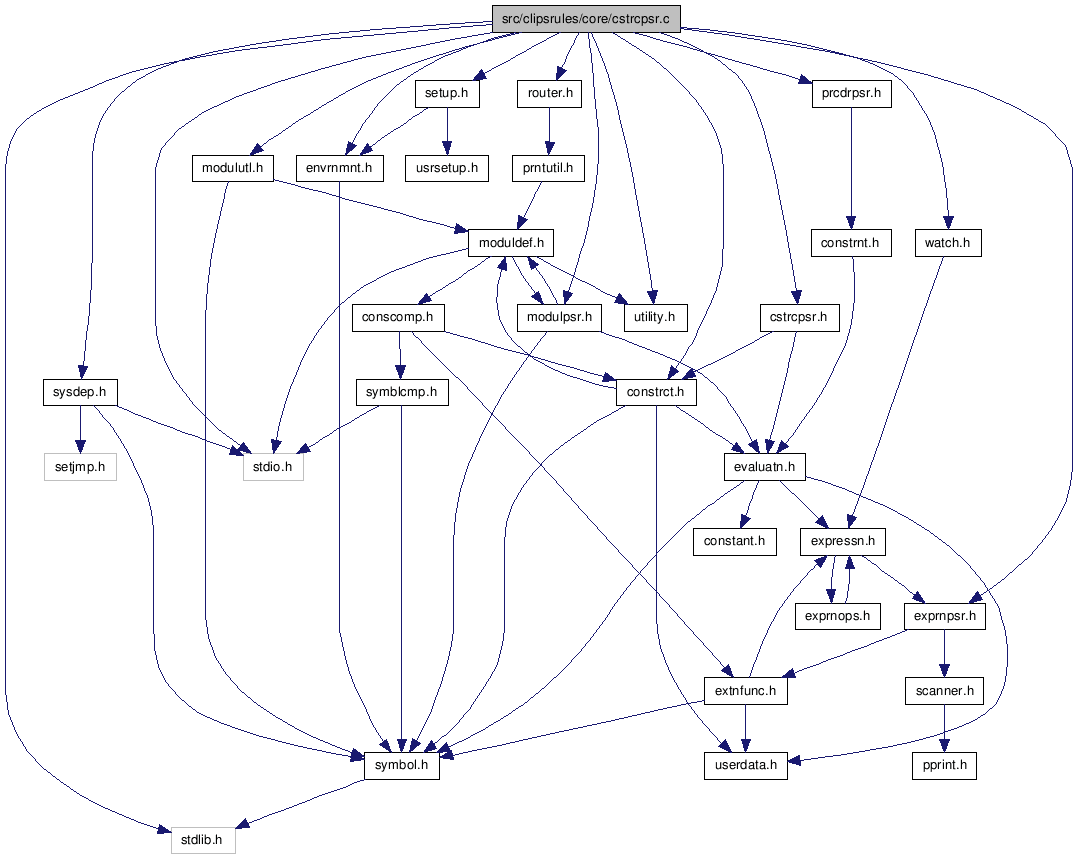 src/clipsrules/core/cstrcpsr.c
setup.h
router.h
prcdrpsr.h
modulutl.h
envrnmnt.h
usrsetup.h
prntutil.h
moduldef.h
constrnt.h
watch.h
conscomp.h
modulpsr.h
utility.h
cstrcpsr.h
sysdep.h
symblcmp.h
constrct.h
setjmp.h
stdio.h
evaluatn.h
constant.h
expressn.h
exprnops.h
exprnpsr.h
extnfunc.h
scanner.h
symbol.h
userdata.h
pprint.h
stdlib.h